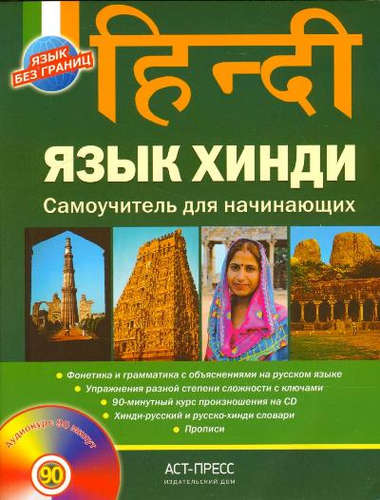 ЯЗЫК
БЕЗ ГРАНИЦ
हिन्दी
ЯЗЫК ХИНДИ
Самоучитель для начинающих
Фонетика и грамматика с объяснениями на русском языке
Упражнения разной степени сложности с ключами
90-минутный курс произношения на CD
Хинди-русский и русско-хинди словари
Прописи
Аудиокурс 90 минут
90
АСТ-ПРЕСС
ИЗДАТЕЛЬСКИЙ ДОМ